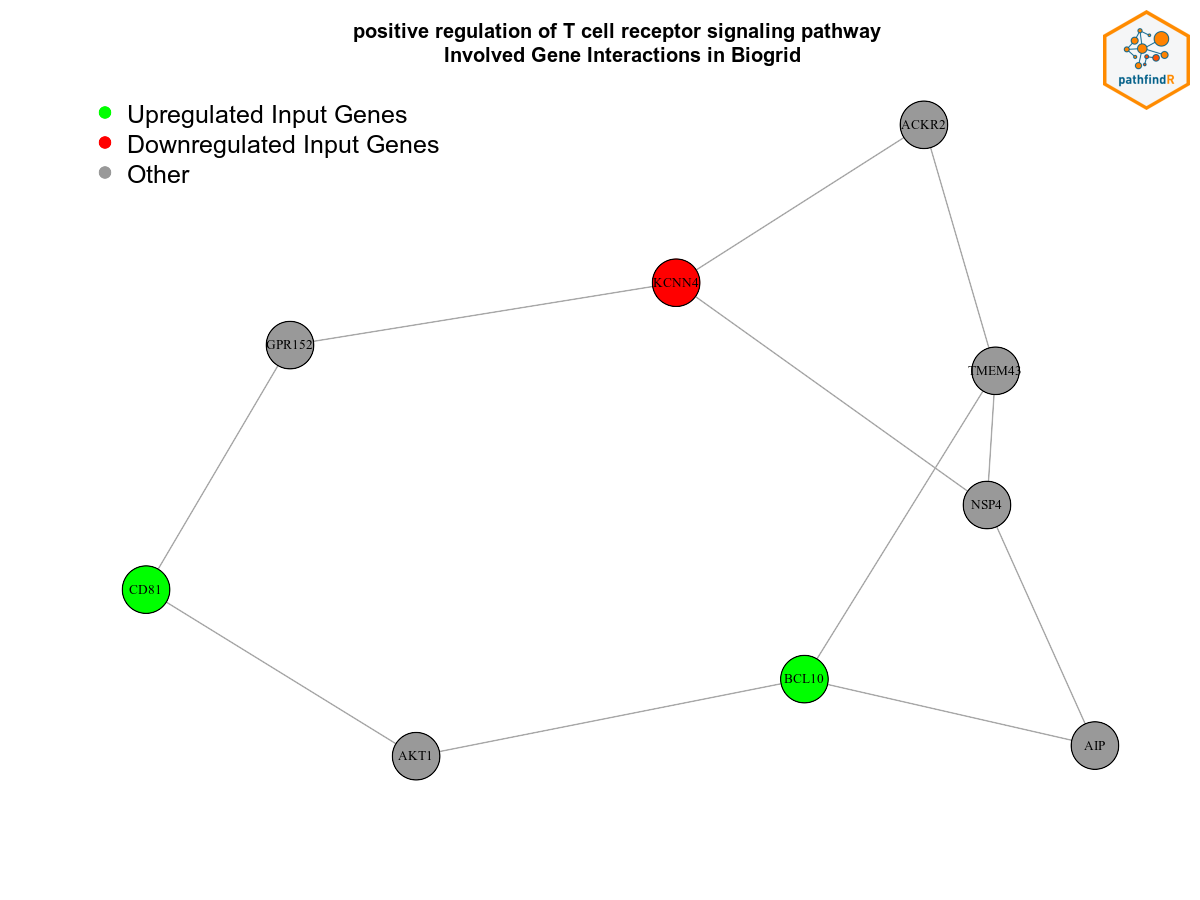 positive regulation of T cell receptor signaling pathway
Involved Gene Interactions in Biogrid
pathfindR
Upregulated Input Genes
Downregulated Input Genes
Other
ACKR2
KCNN4
GPR152
TMEM43
NSP4
CD81
BCL10
AKT1
AIP